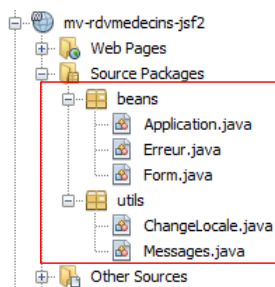 mv-rdvmedecins-jsf2
Web Pages
Source Packages
beans
Application.java
Erreur.java
Form.java
utils
ChangeLocale.java
Messages.java
Other Sources